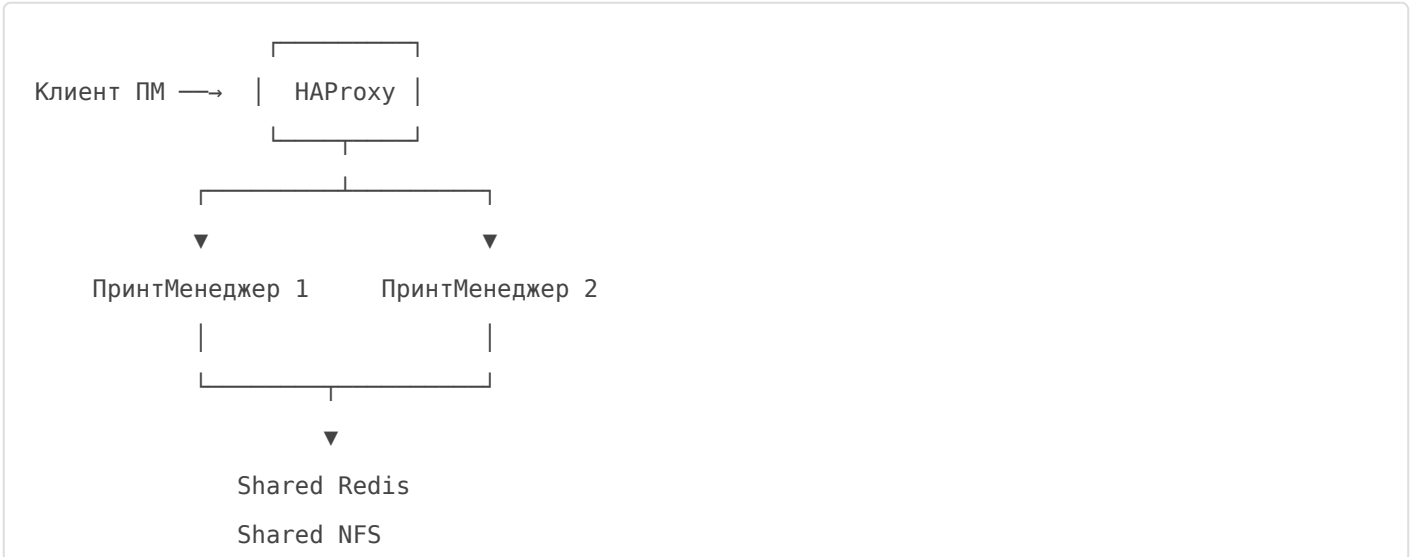 Клиент ПМ ──→ │ HAProxy │
ПринтМенеджер 1 ПринтМенеджер 2
Shared Redis
Shared NFS